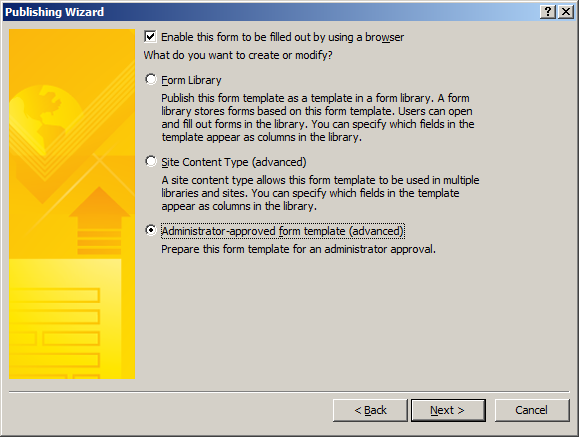 Publishing Wizard
Enable this form to be filled out by using a browser
What do you want to create or modify?
Form Library
Publish this form template as a template in a form library. A form
library stores forms based on this form template. Users can open
and fill out forms in the library. You can specify which fields in the
template appear as columns in the library.
Site Content Type (advanced)
A site content type allows this form template to be used in multiple
libraries and sites. You can specify which fields in the template
appear as columns in the library.
Administrator-approved form template (advanced)
Prepare this form template for an administrator approval.
< Back
Next >
Cancel